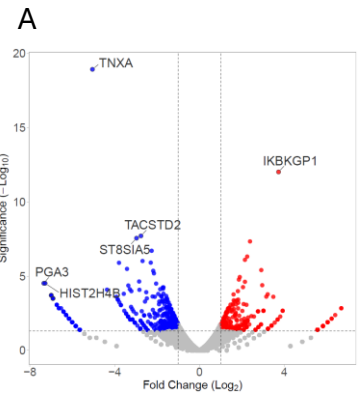 A
20
TNXA
15
IKBKGP1
10
TACSTD2
ST8SIA5
5
PGA3
HIST2H4B
0
−8
−4
0
4
Significance (−Log10)
Fold Change (Log2)